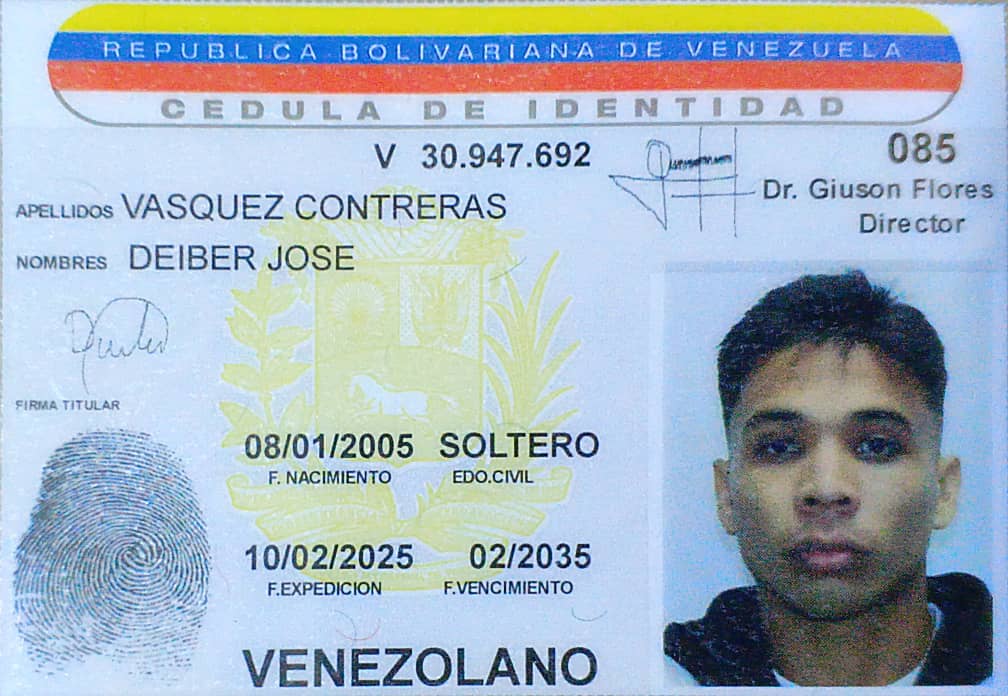 REPUBLICA BOLIVARIANA DE VENEZUELA
CEDULA DE IDENTIDAD
V 30.947.692
085
Dr. Giuson Flores
Director
APELLIDOS VASQUEZ CONTRERAS
NOMBRES DEIBER JOSE
FIRMA TITULAR
08/01/2005 SOLTERO
F. NACIMIENTO EDO.CIVIL
10/02/2025 02/2035
F.EXPEDICION F.VENCIMIENTO
VENEZOLANO